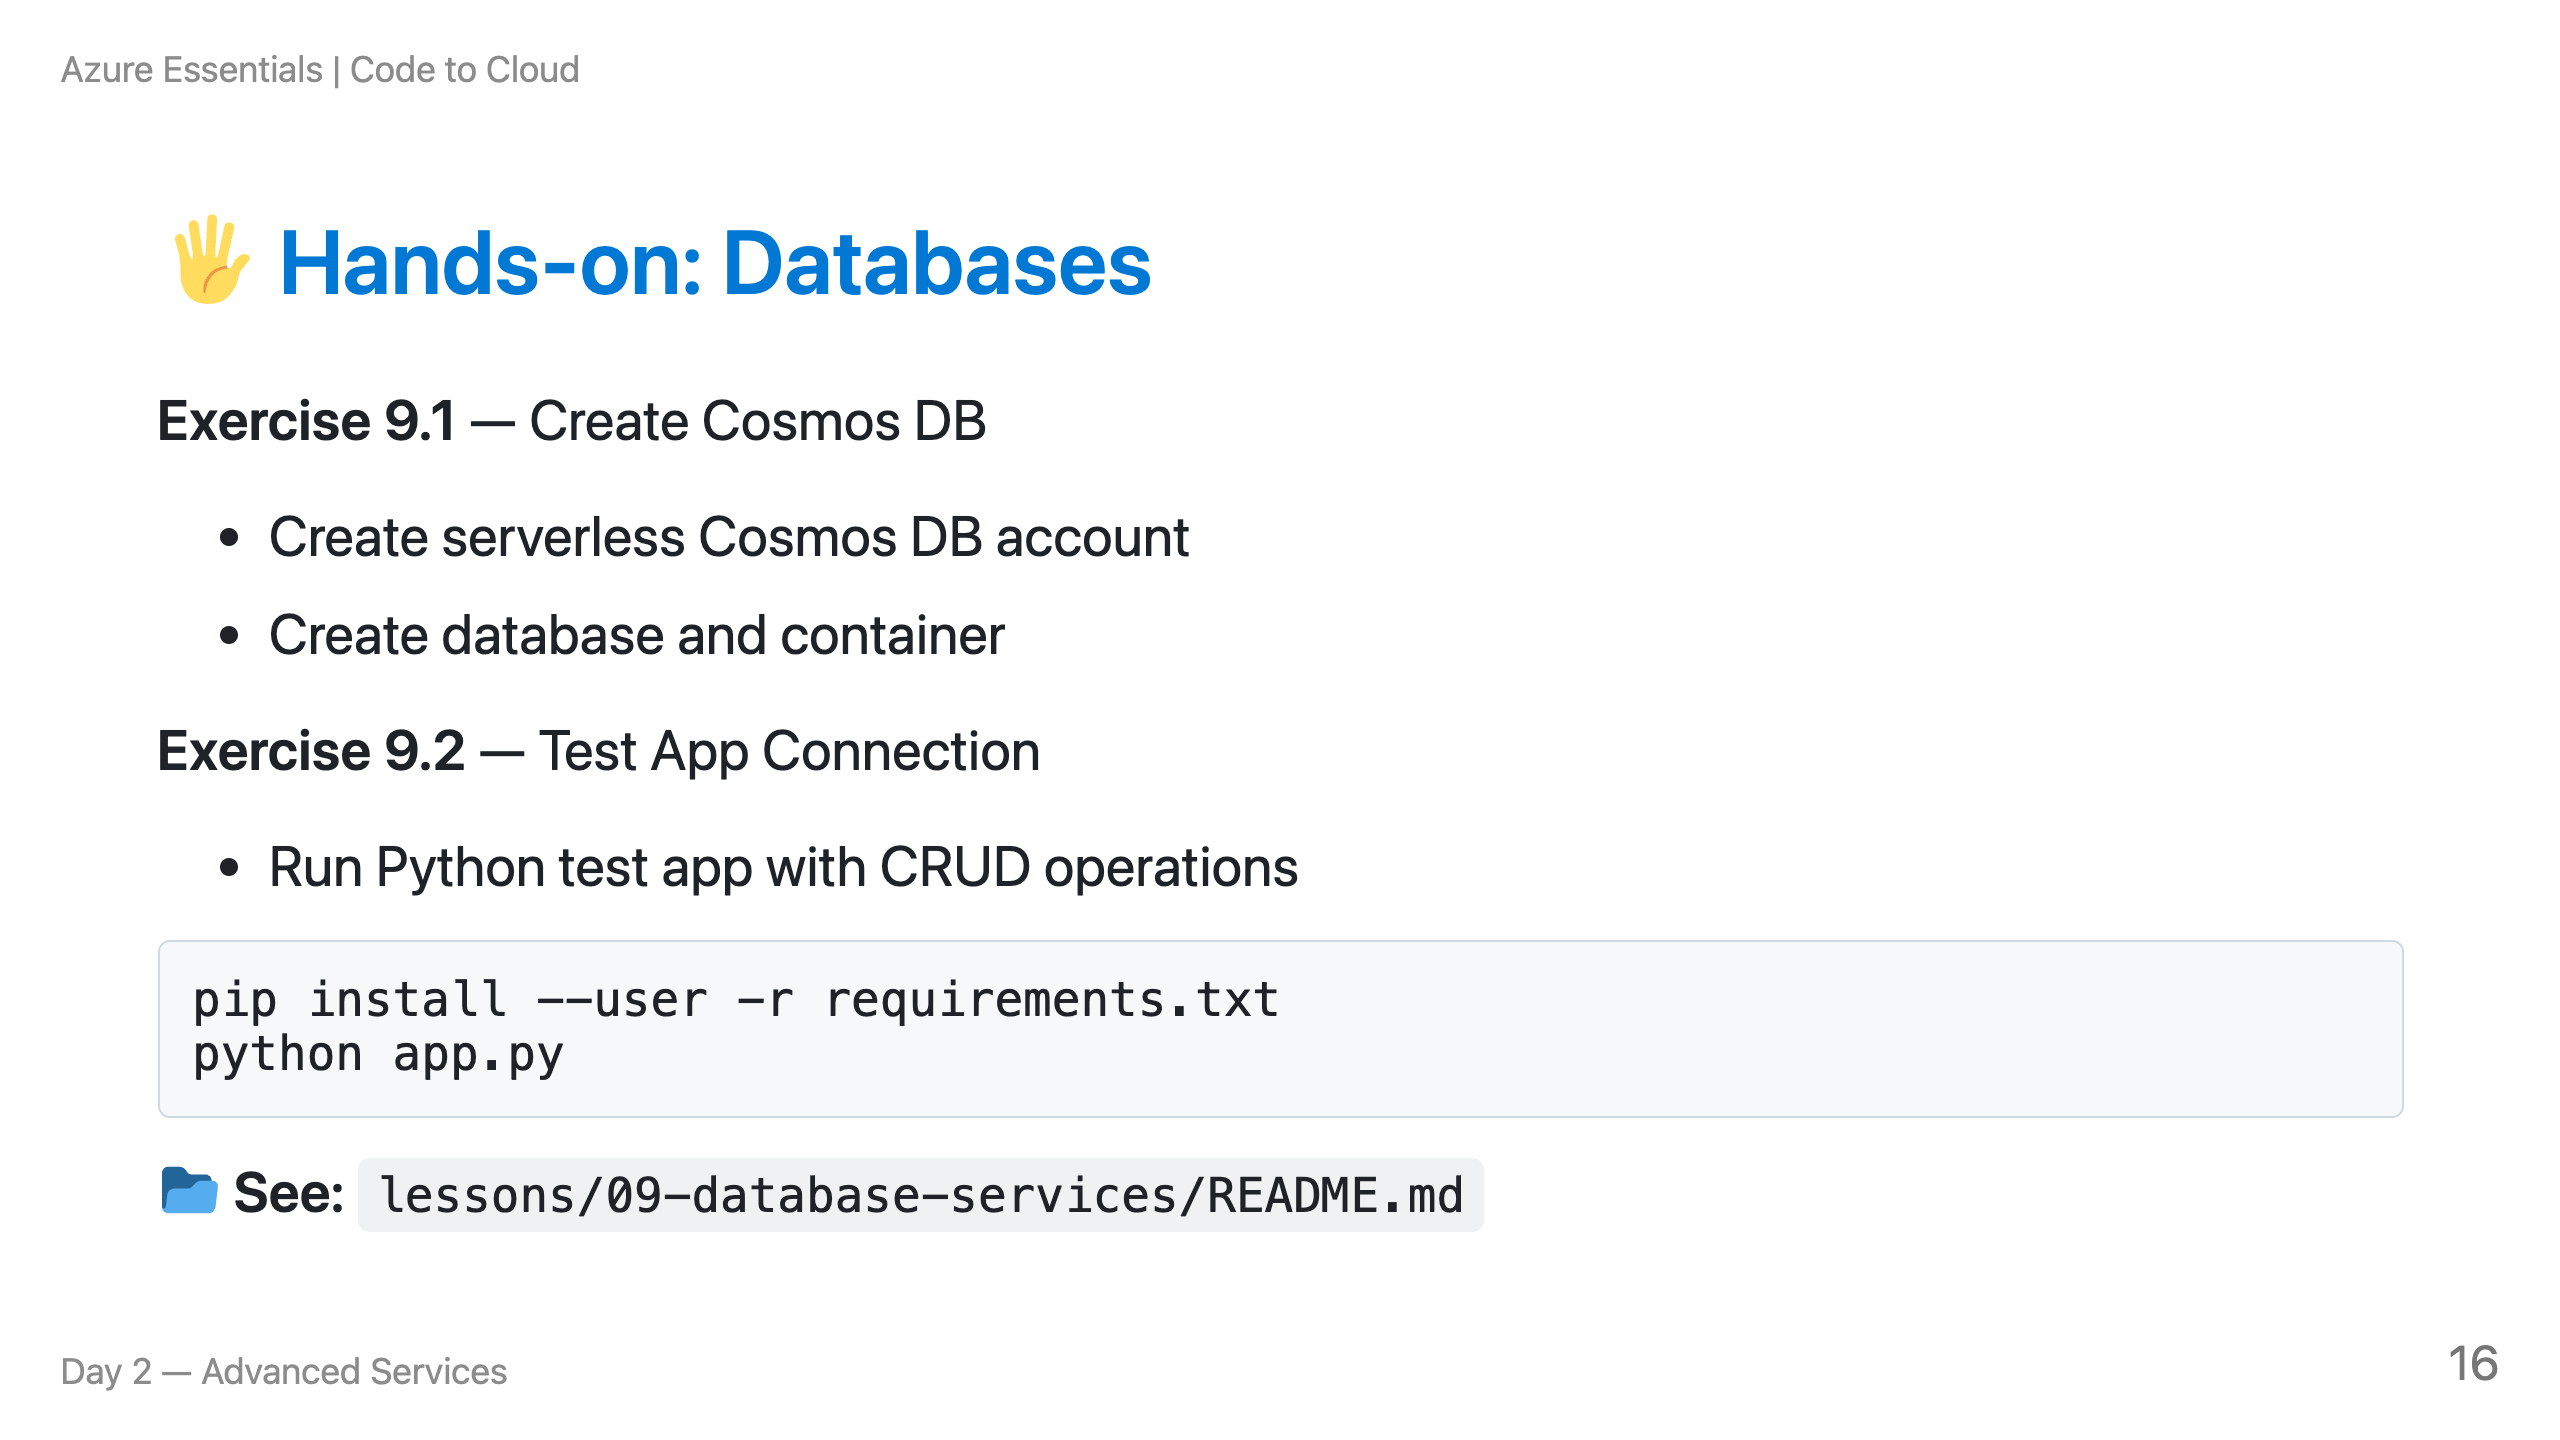 Azure Essentials | Code to Cloud
🖐 Hands-on: Databases
Exercise 9.1 — Create Cosmos DB
• Create serverless Cosmos DB account
• Create database and container
Exercise 9.2 — Test App Connection
• Run Python test app with CRUD operations
pip install --user -r requirements.txt
python app.py
📂 See: lessons/09-database-services/README.md
Day 2 — Advanced Services
16